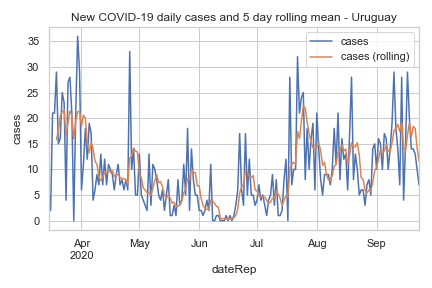 New COVID-19 daily cases and 5 day rolling mean - Uruguay
cases
cases (rolling)
35
30
25
20
15
10
5
0
cases
Apr
2020
May
Jun
Jul
Aug
Sep
dateRep